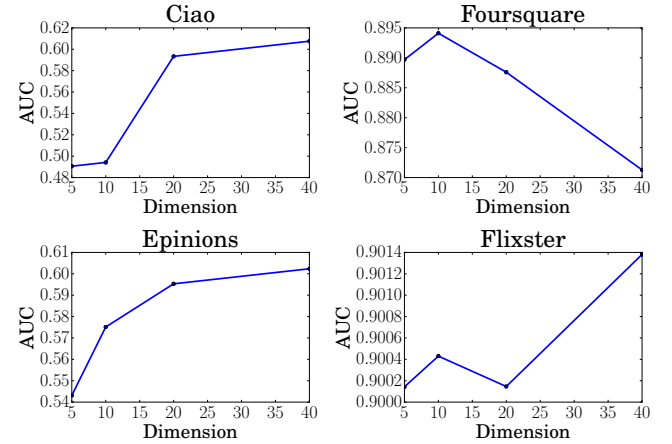 Ciao
0.62
0.60
0.58
0.56
0.54
0.52
0.50
0.48
AUC
5 10 15 20 25 30 35 40
Dimension
Foursquare
0.895
0.890
0.885
0.880
0.875
0.870
AUC
5 10 15 20 25 30 35 40
Dimension
Epinions
0.61
0.60
0.59
0.58
0.57
0.56
0.55
0.54
AUC
5 10 15 20 25 30 35 40
Dimension
Flixster
0.9014
0.9012
0.9010
0.9008
0.9006
0.9004
0.9002
0.9000
AUC
5 10 15 20 25 30 35 40
Dimension